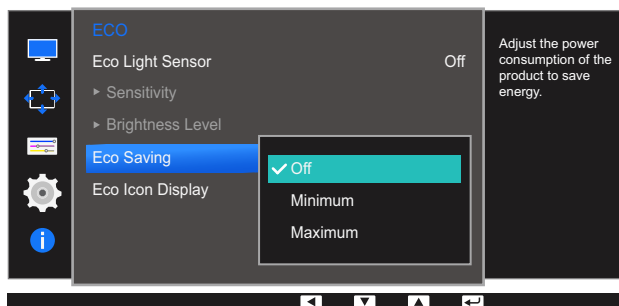 ECO
Eco Light Sensor Off
▸ Sensitivity
▸ Brightness Level
Eco Saving
Eco Icon Display
✓ Off
Minimum
Maximum
Adjust the power
consumption of the
product to save
energy.